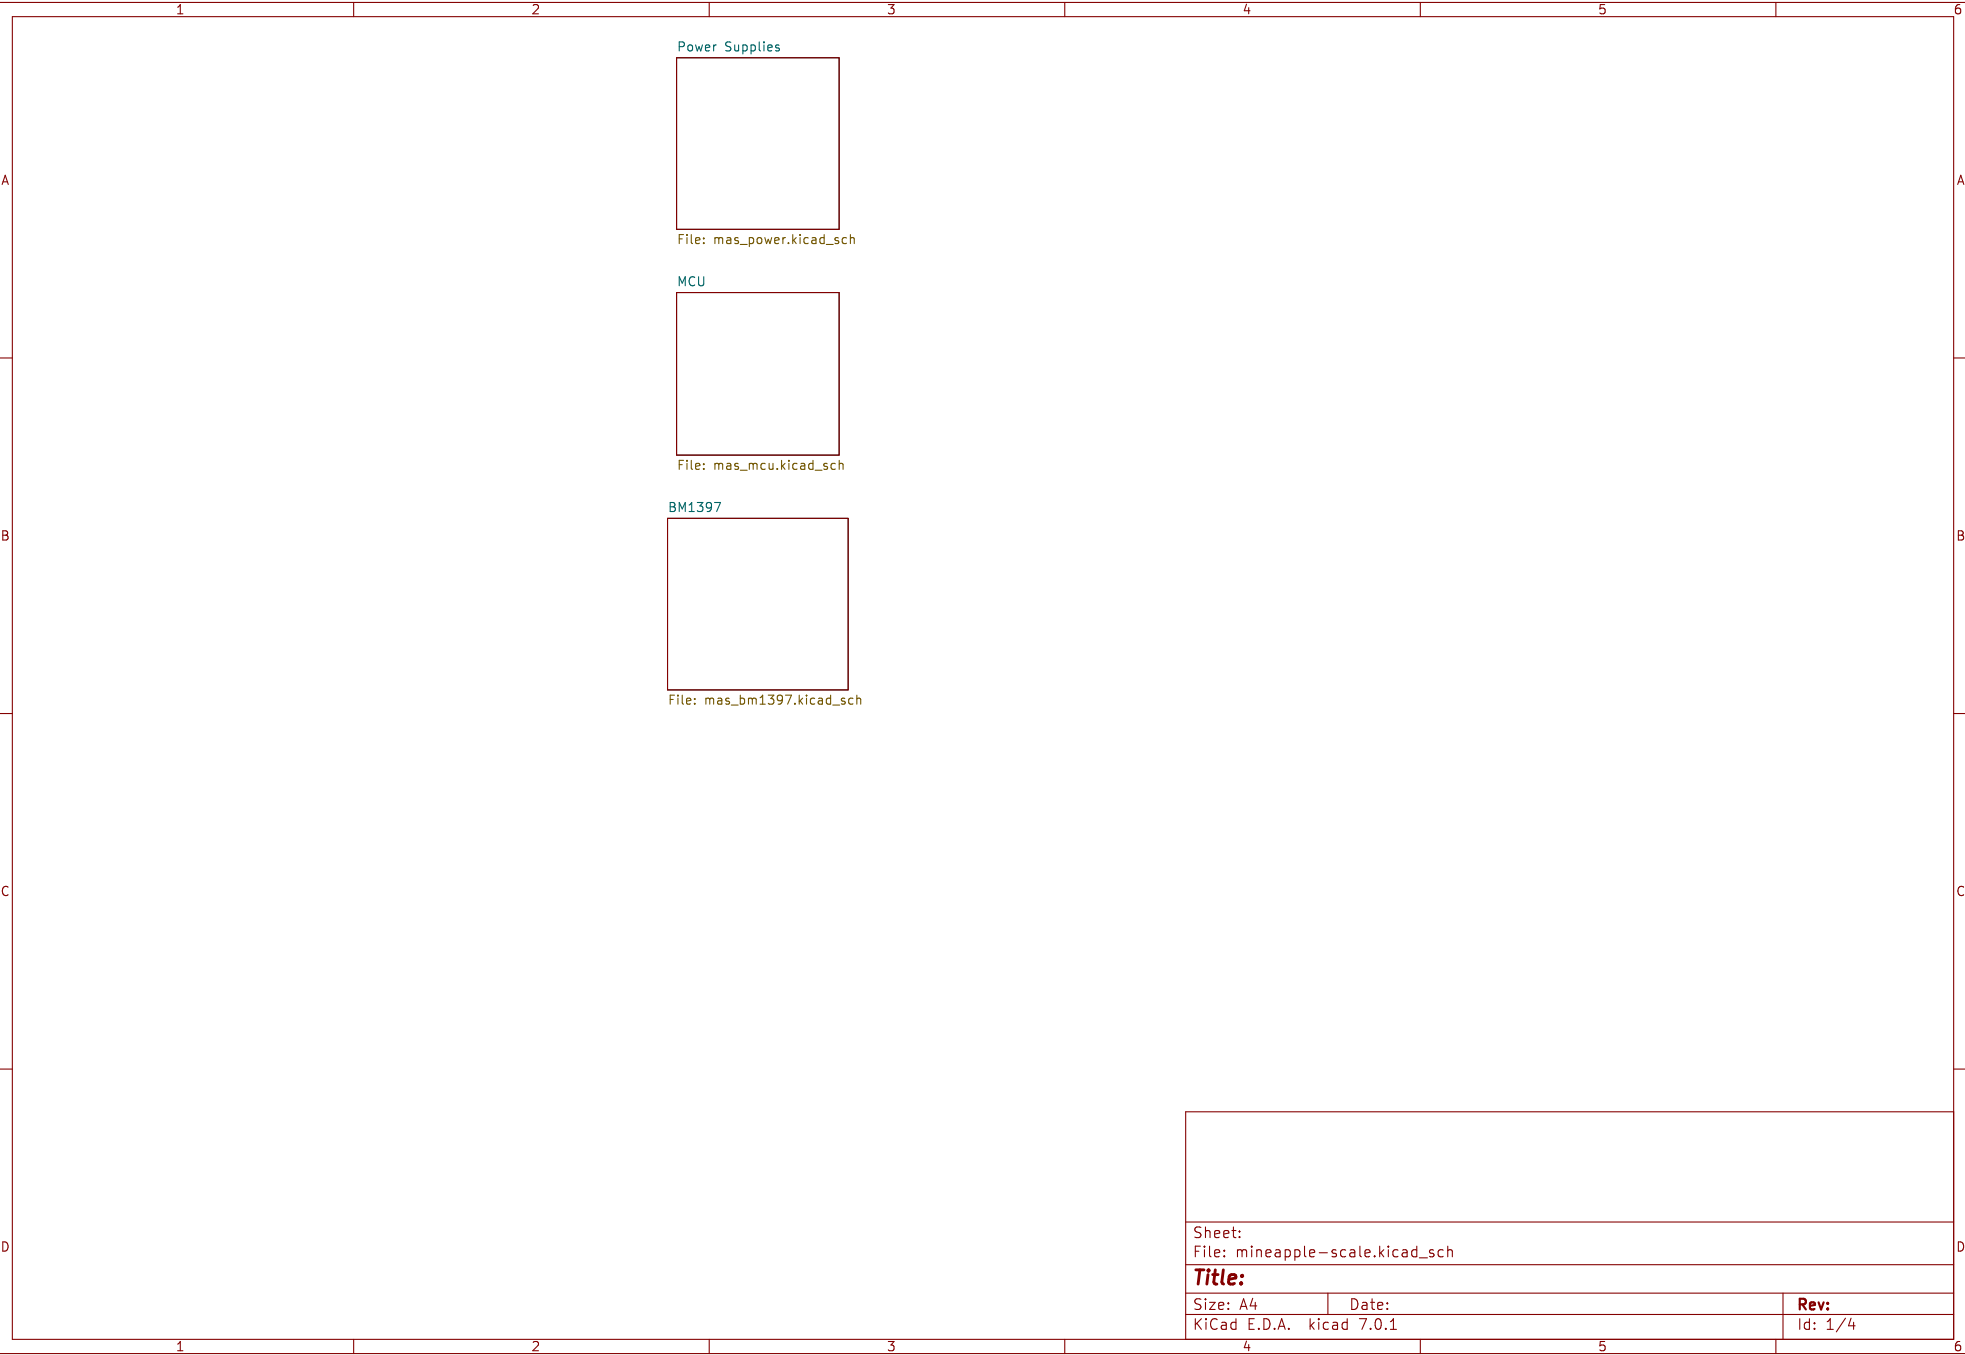 1 2 3 4 5 6
Power Supplies
File: mas_power.kicad_sch
A A
MCU
File: mas_mcu.kicad_sch
BM1397
B B
File: mas_bm1397.kicad_sch
C C
Sheet:
File: mineapple-scale.kicad_sch
D D
Title:
Size: A4 Date: Rev:
KiCad E.D.A. kicad 7.0.1 Id: 1/4
1 2 3 4 5 6